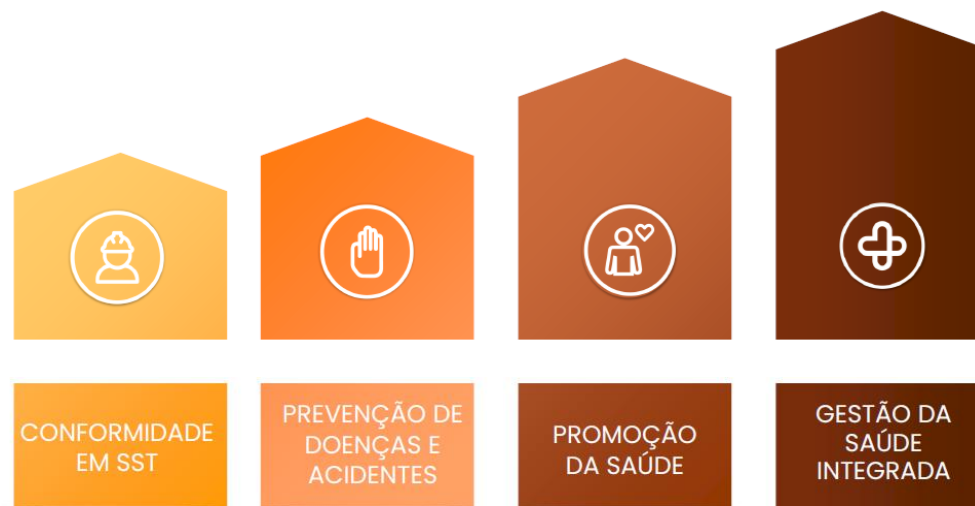 CONFORMIDADE
EM SST
PREVENÇÃO DE
DOENÇAS E
ACIDENTES
PROMOÇÃO
DA SAÚDE
GESTÃO DA
SAÚDE
INTEGRADA